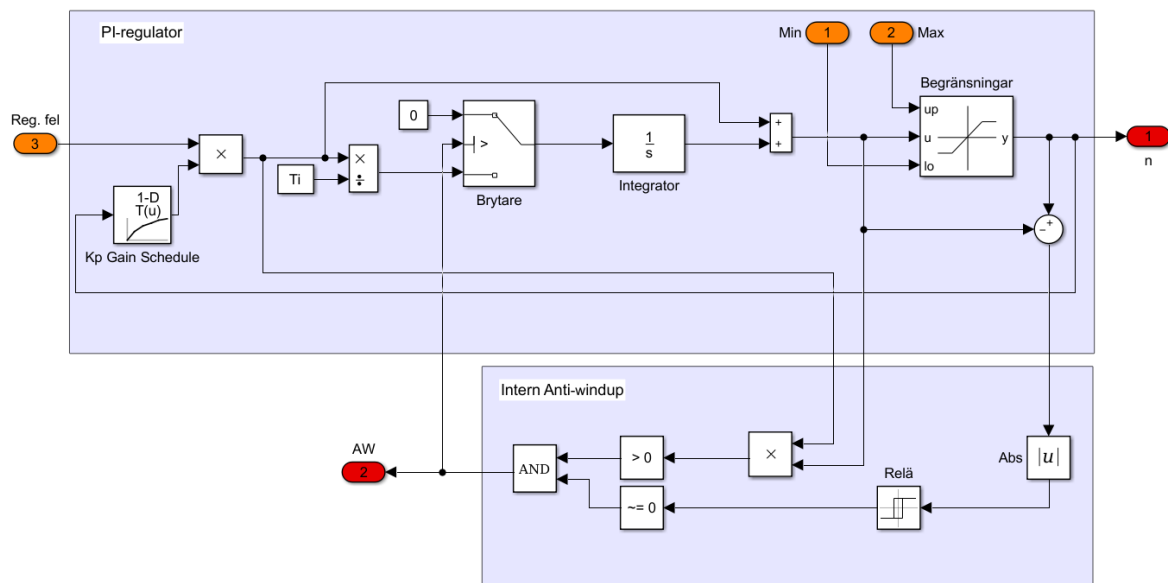 PI-regulator
Min
1
2
Max
Begränsningar
up
u
y
lo
1
n
Reg. fel
3
×
0
>
Brytare
1
s
Integrator
+
+
Ti
×
÷
1-D
T(u)
Kp Gain Schedule
+
−
Intern Anti-windup
AW
2
AND
> 0
×
~= 0
Relä
Abs
|u|